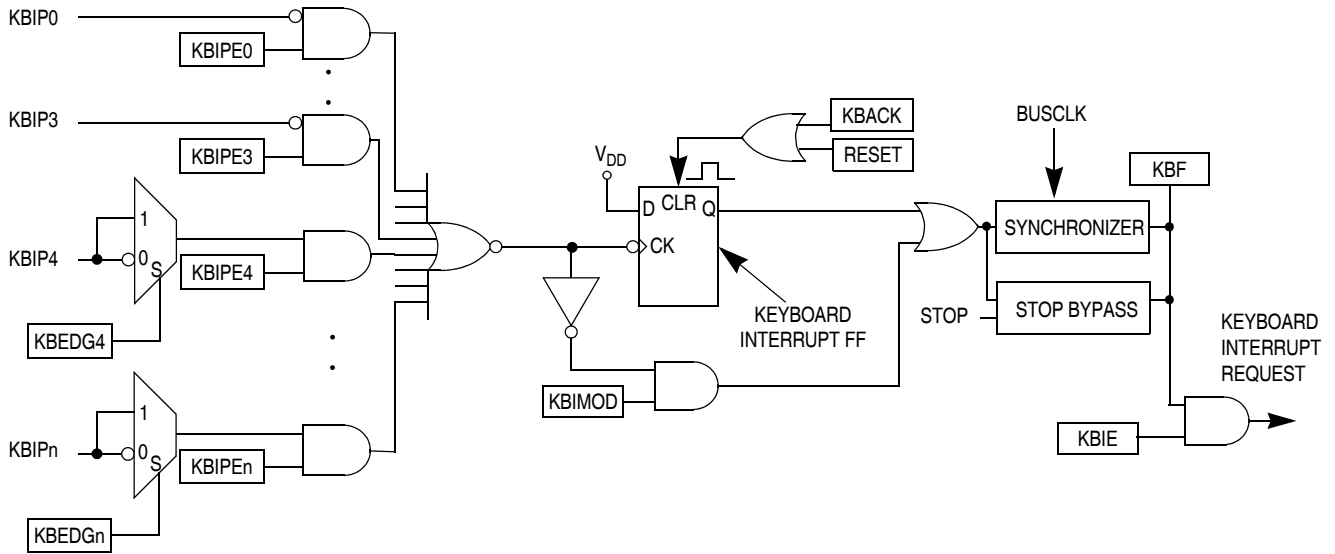 KBIP0
KBIPE0
KBIP3
KBIPE3
KBIP4
1
0
S
KBIPE4
KBEDG4
KBIPn
1
0
S
KBIPEn
KBEDGn
VDD
D
CLR
Q
CK
KBACK
RESET
KEYBOARD
INTERRUPT FF
KBIMOD
BUSCLK
SYNCHRONIZER
STOP
STOP BYPASS
KBF
KBIE
KEYBOARD
INTERRUPT
REQUEST